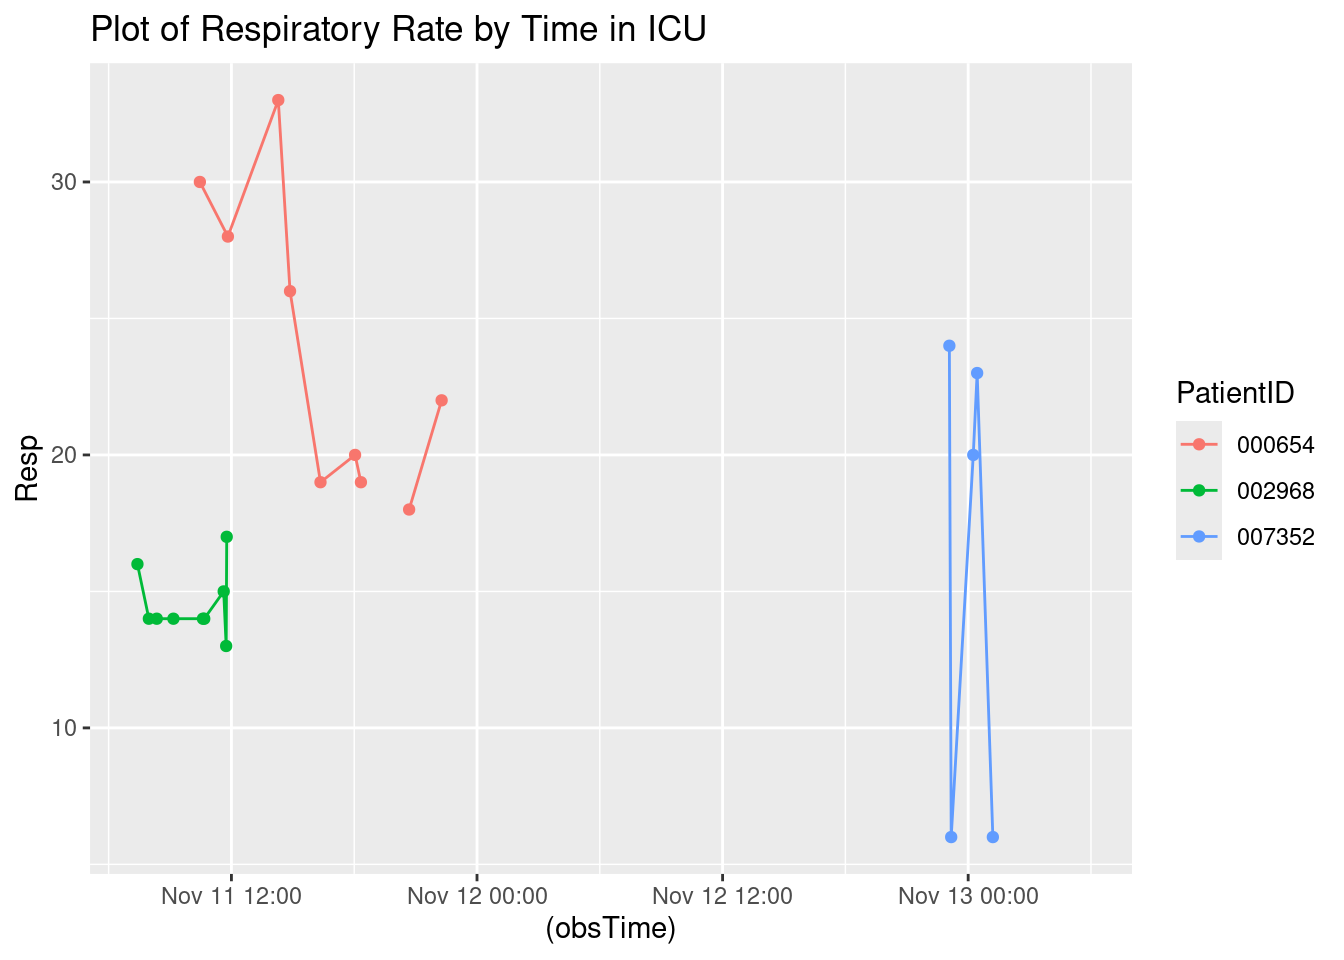 Plot of Respiratory Rate by Time in ICU
30
20
10
Resp
Nov 11 12:00
Nov 12 00:00
Nov 12 12:00
Nov 13 00:00
(obsTime)
PatientID
000654
002968
007352